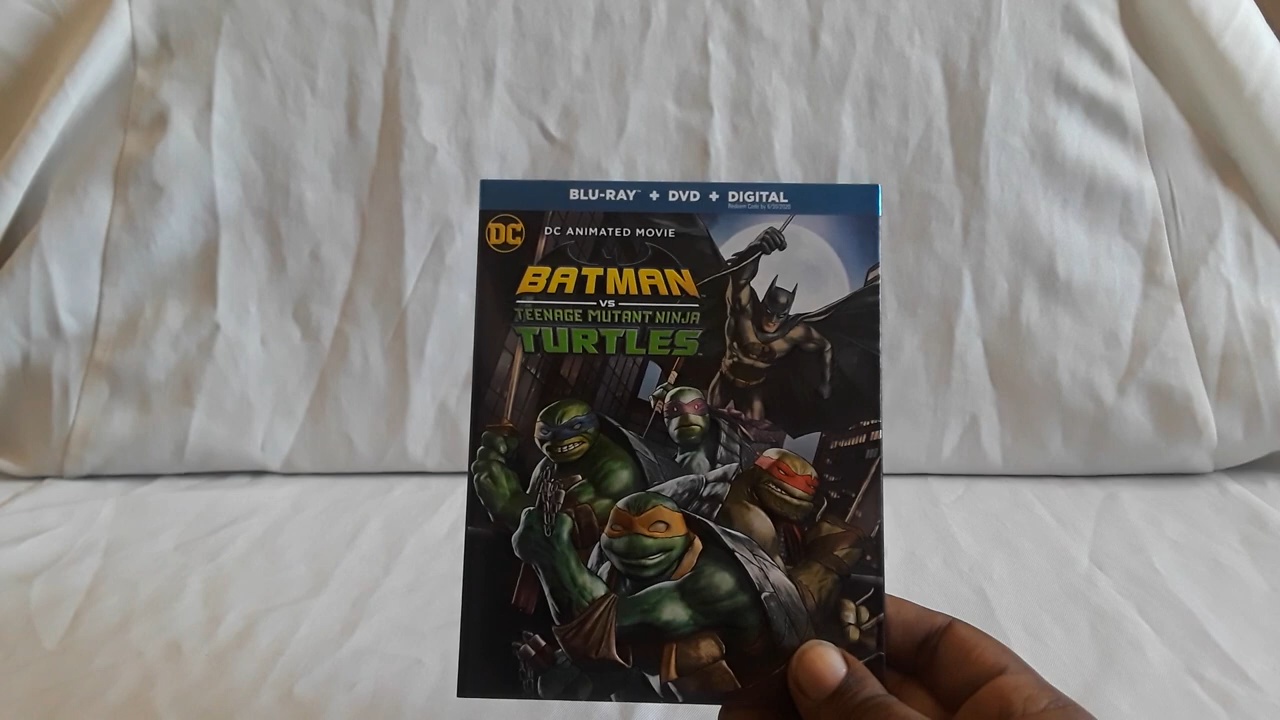 BLU-RAY™ + DVD + DIGITAL
DC
DC ANIMATED MOVIE
BATMAN
VS
TEENAGE MUTANT NINJA
TURTLES